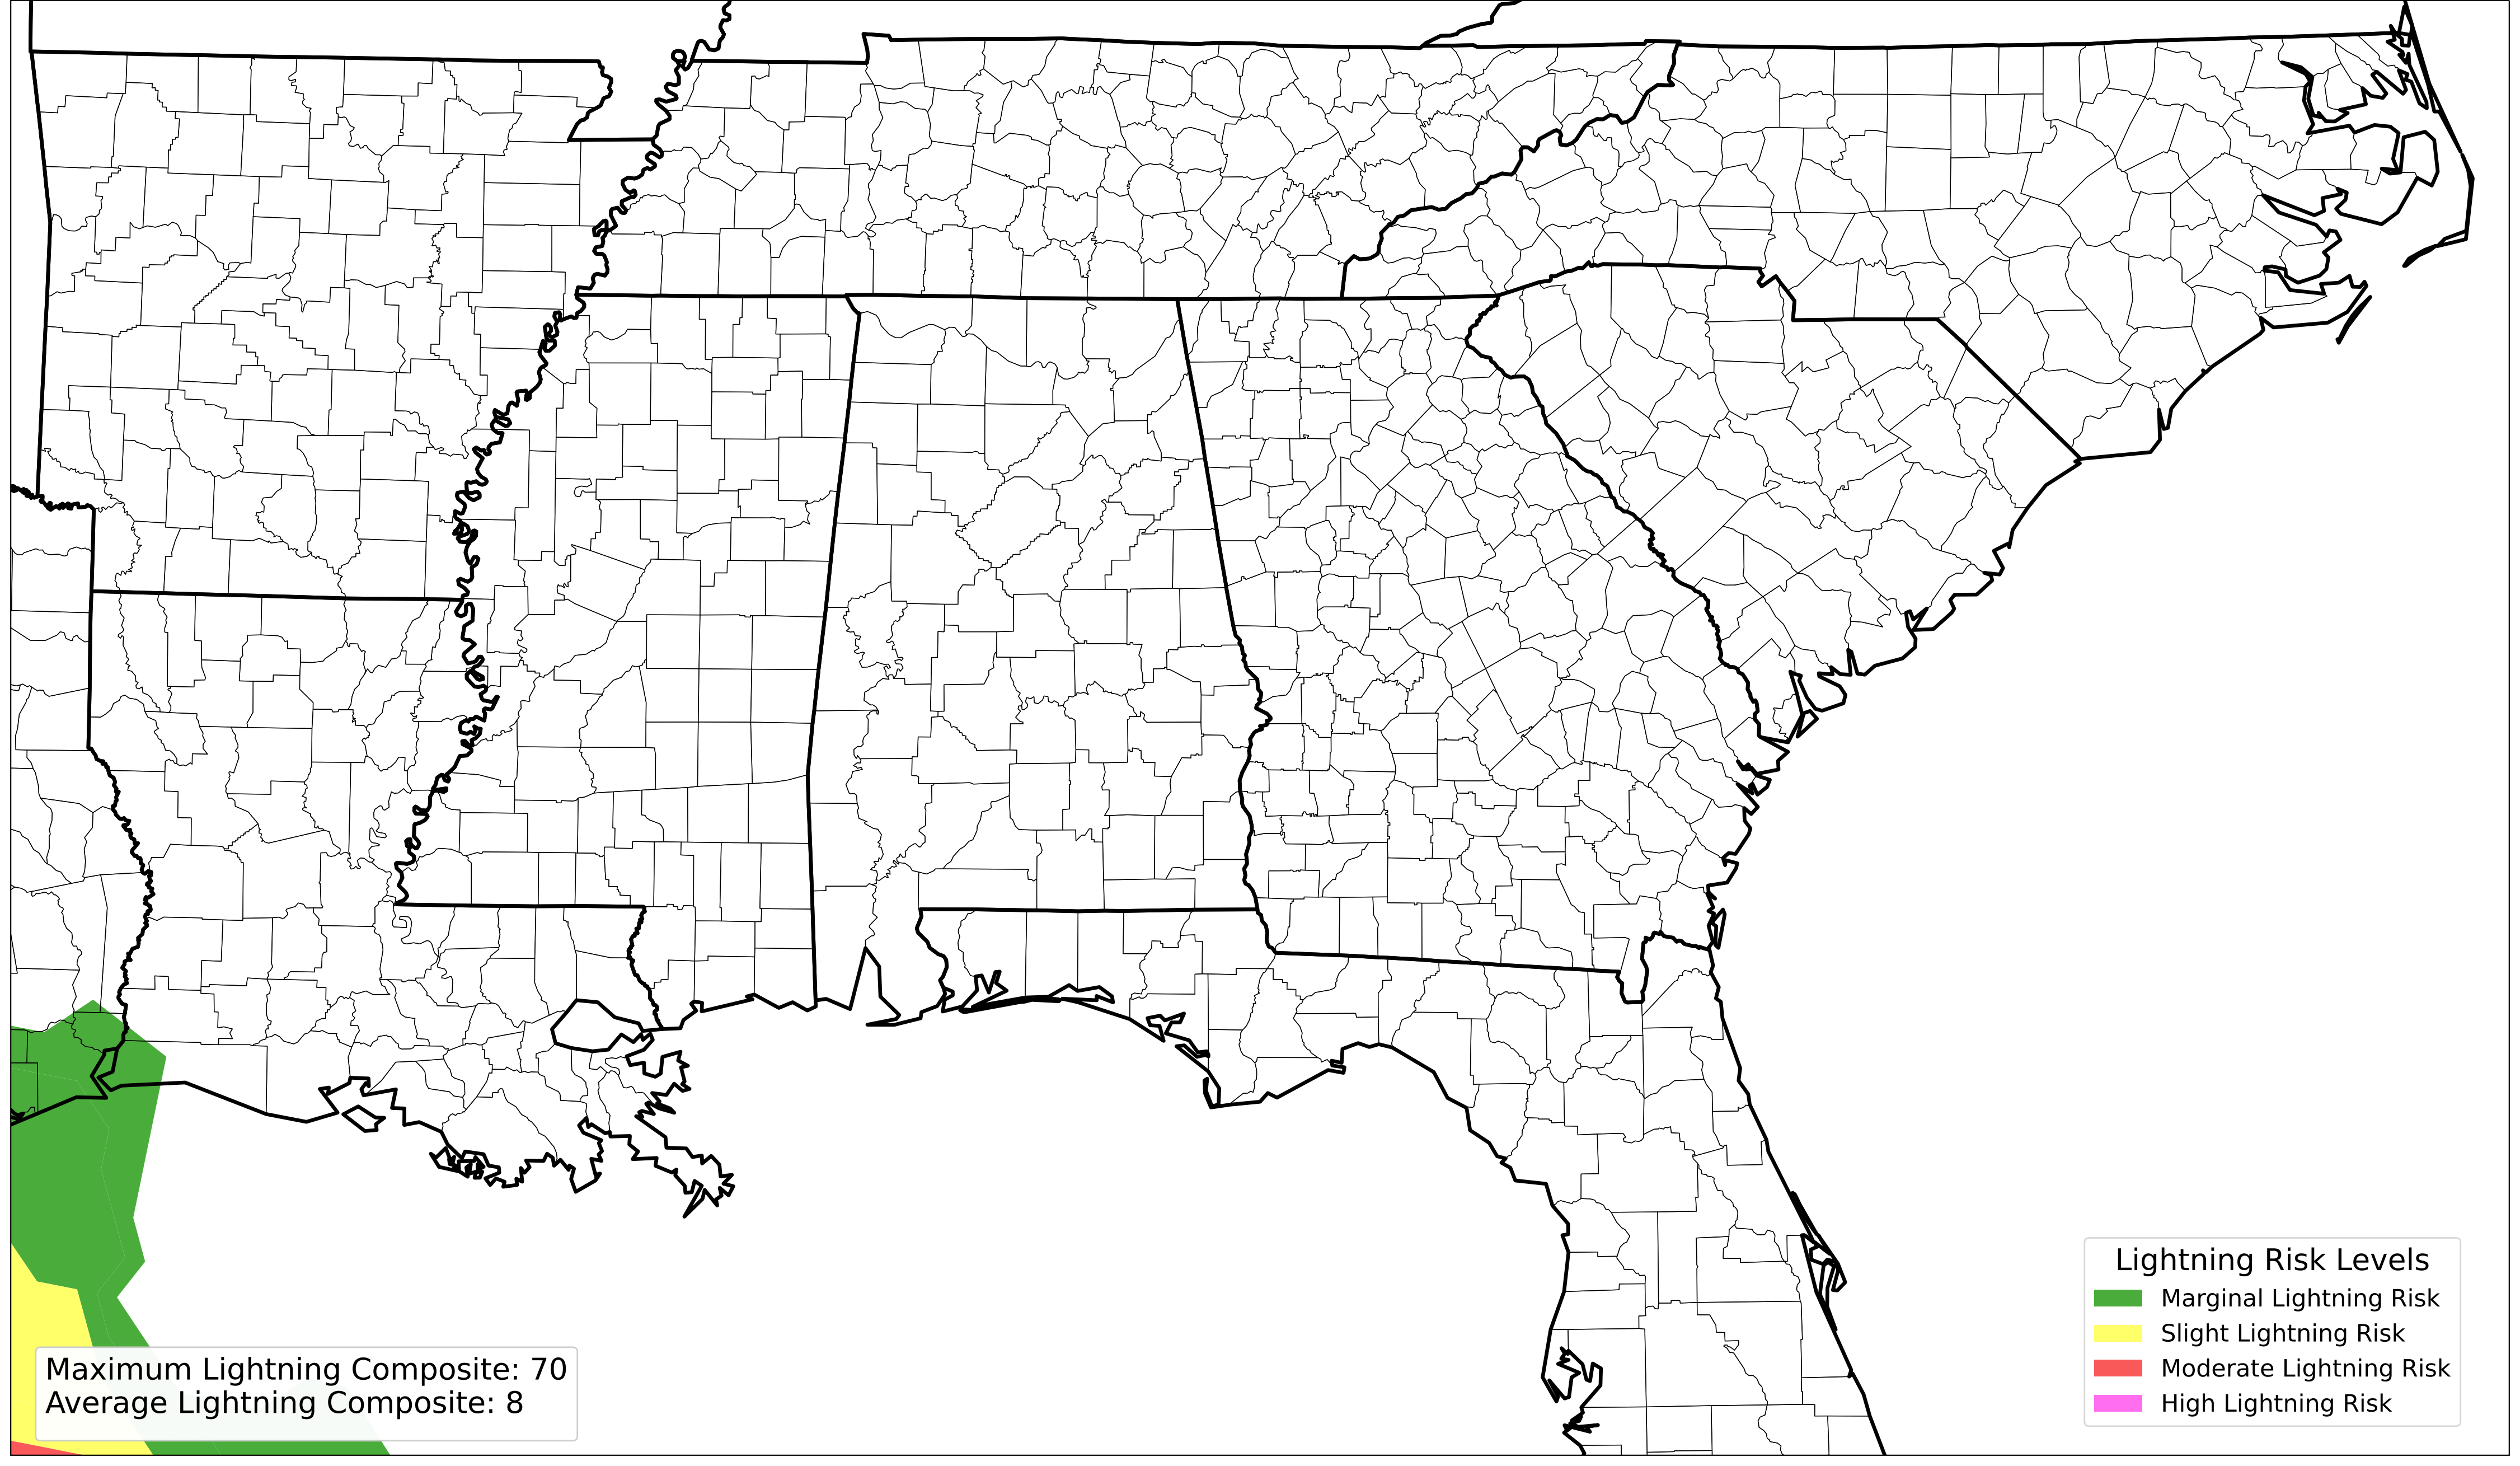 Maximum Lightning Composite: 70
Average Lightning Composite: 8
Lightning Risk Levels
Marginal Lightning Risk
Slight Lightning Risk
Moderate Lightning Risk
High Lightning Risk